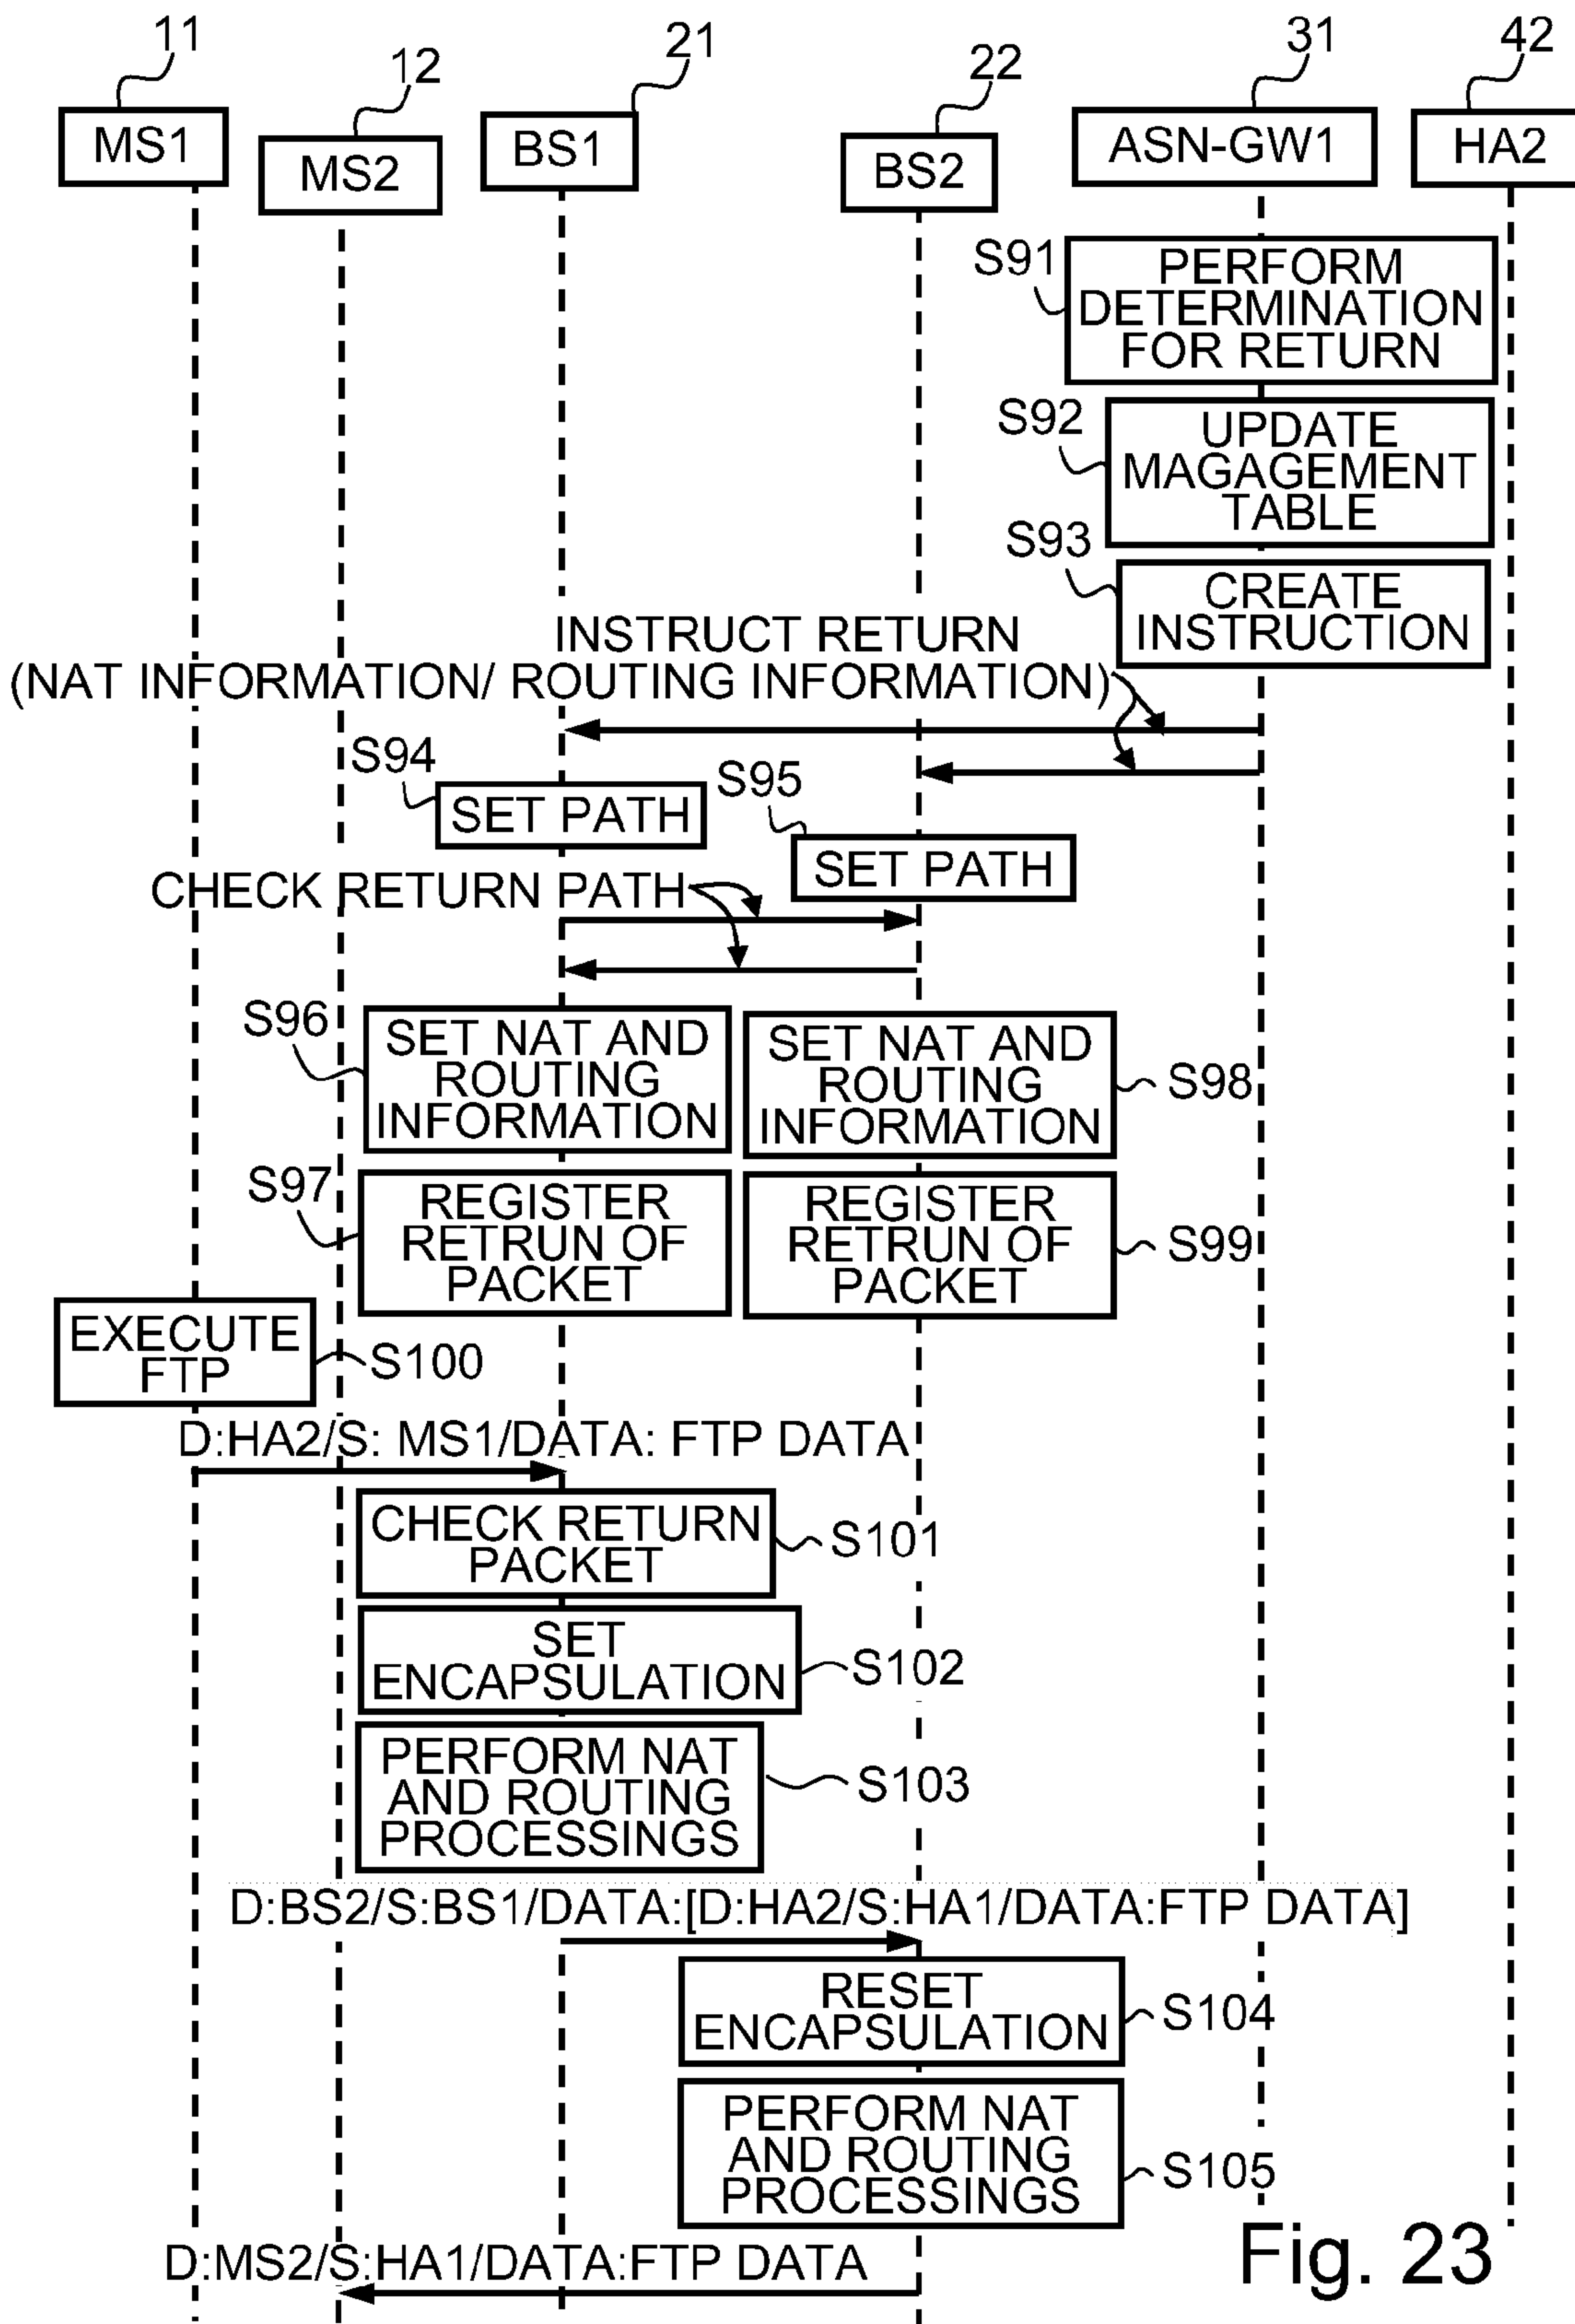 11
12
21
22
31
42
MS1
MS2
BS1
BS2
ASN-GW1
HA2
S91
PERFORM
DETERMINATION
FOR RETURN
S92
UPDATE
MAGAGEMENT
TABLE
S93
CREATE
INSTRUCTION
INSTRUCT RETURN
(NAT INFORMATION/ ROUTING INFORMATION)
S94
SET PATH
S95
SET PATH
CHECK RETURN PATH
S96
SET NAT AND
ROUTING
INFORMATION
SET NAT AND
ROUTING
INFORMATION
S98
S97
REGISTER
RETRUN OF
PACKET
REGISTER
RETRUN OF
PACKET
S99
EXECUTE
FTP
S100
D:HA2/S: MS1/DATA: FTP DATA
CHECK RETURN
PACKET
S101
SET
ENCAPSULATION
S102
PERFORM NAT
AND ROUTING
PROCESSINGS
S103
D:BS2/S:BS1/DATA:[D:HA2/S:HA1/DATA:FTP DATA]
RESET
ENCAPSULATION
S104
PERFORM NAT
AND ROUTING
PROCESSINGS
S105
D:MS2/S:HA1/DATA:FTP DATA
Fig. 23